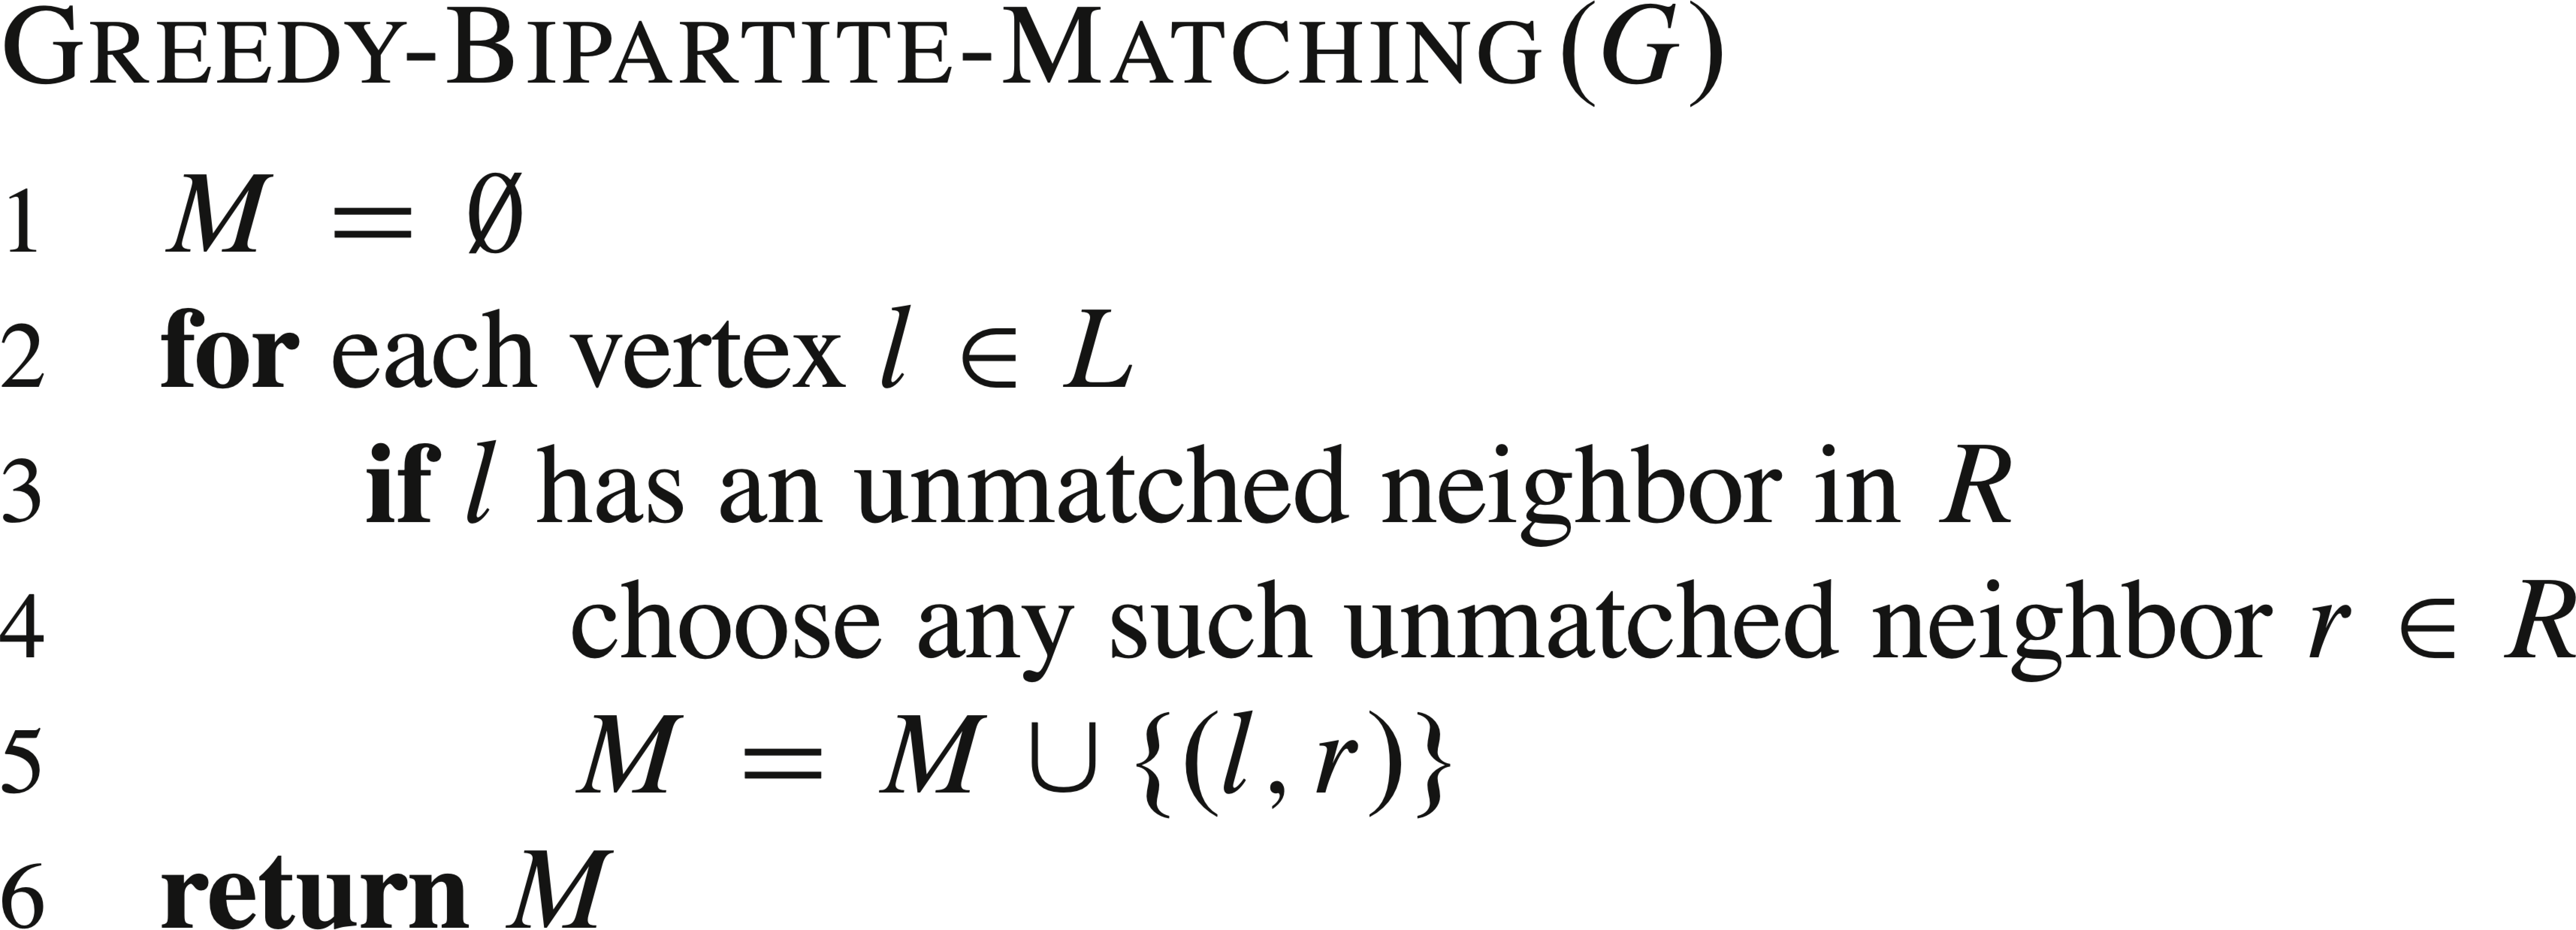 GREEDY-BIPARTITE-MATCHING(G)
1 M = ∅
2 for each vertex l ∈ L
3 if l has an unmatched neighbor in R
4 choose any such unmatched neighbor r ∈ R
5 M = M ∪ {(l, r)}
6 return M